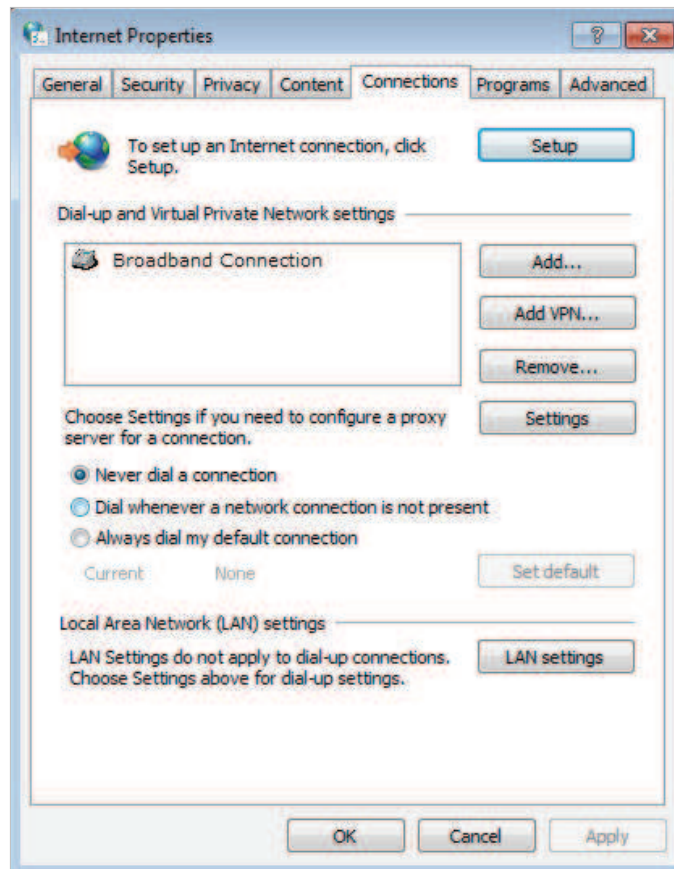 Internet Properties
General Security Privacy Content Connections Programs Advanced
To set up an Internet connection, click
Setup.
Setup
Dial-up and Virtual Private Network settings
Broadband Connection
Add...
Add VPN...
Remove...
Choose Settings if you need to configure a proxy
server for a connection.
Settings
Never dial a connection
Dial whenever a network connection is not present
Always dial my default connection
Current None
Set default
Local Area Network (LAN) settings
LAN Settings do not apply to dial-up connections.
Choose Settings above for dial-up settings.
LAN settings
OK Cancel Apply